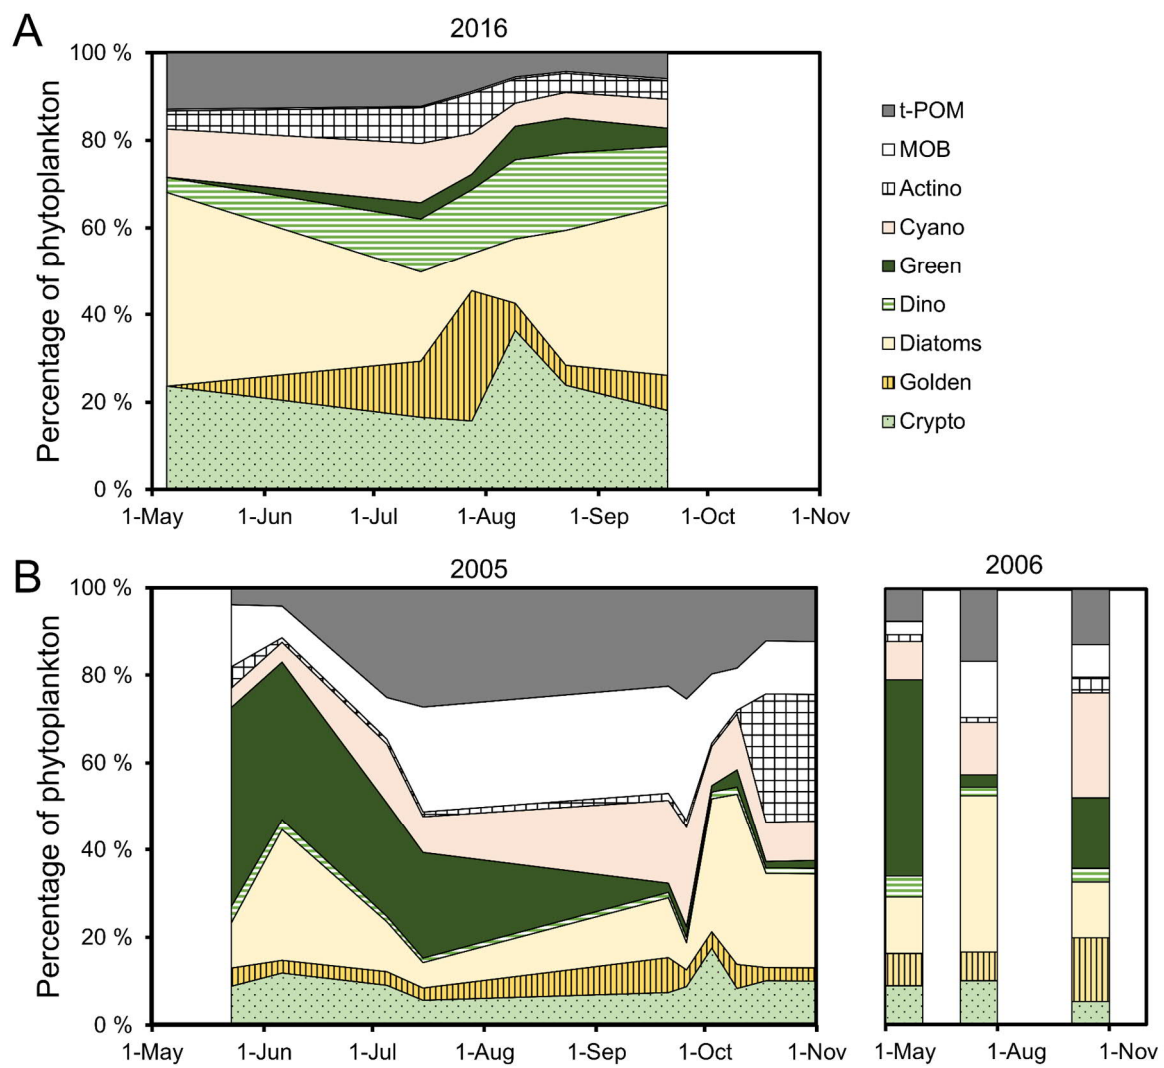 A
2016
Percentage of phytoplankton
100 %
80 %
60 %
40 %
20 %
0 %
1-May 1-Jun 1-Jul 1-Aug 1-Sep 1-Oct 1-Nov
t-POM
MOB
Actino
Cyano
Green
Dino
Diatoms
Golden
Crypto
B
2005
Percentage of phytoplankton
100 %
80 %
60 %
40 %
20 %
0 %
1-May 1-Jun 1-Jul 1-Aug 1-Sep 1-Oct 1-Nov
2006
1-May 1-Aug 1-Nov